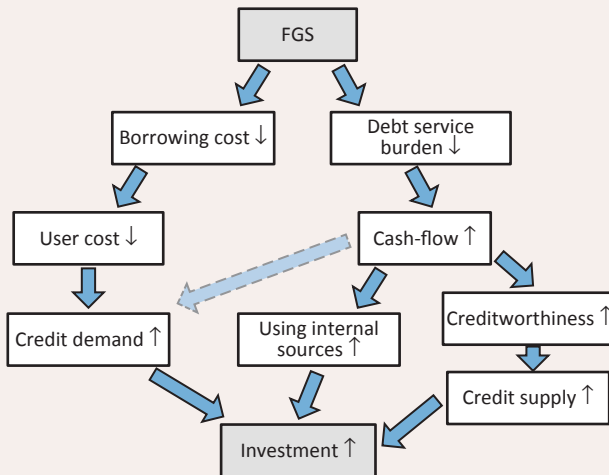 FGS
Borrowing cost ↓
Debt service
burden ↓
User cost ↓
Cash-flow ↑
Credit demand ↑
Using internal
sources ↑
Creditworthiness ↑
Credit supply ↑
Investment ↑